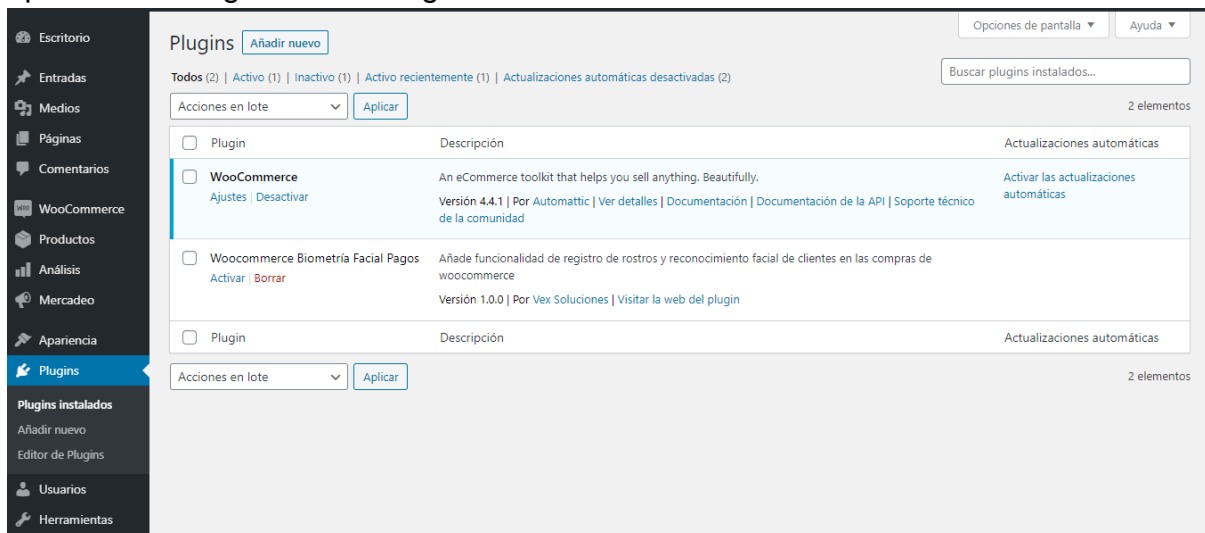 Opciones de pantalla ▼
Ayuda ▼
Escritorio
Entradas
Medios
Páginas
Comentarios
WooCommerce
Productos
Análisis
Mercadeo
Apariencia
Plugins
Plugins instalados
Añadir nuevo
Editor de Plugins
Usuarios
Herramientas
Plugins Añadir nuevo
Todos (2) | Activo (1) | Inactivo (1) | Activo recientemente (1) | Actualizaciones automáticas desactivadas (2)
Buscar plugins instalados...
Acciones en lote Aplicar
2 elementos
Plugin Descripción Actualizaciones automáticas
WooCommerce
Ajustes | Desactivar
An eCommerce toolkit that helps you sell anything. Beautifully.
Versión 4.4.1 | Por Automattic | Ver detalles | Documentación | Documentación de la API | Soporte técnico
de la comunidad
Activar las actualizaciones
automáticas
Woocommerce Biometría Facial Pagos
Activar | Borrar
Añade funcionalidad de registro de rostros y reconocimiento facial de clientes en las compras de
woocommerce
Versión 1.0.0 | Por Vex Soluciones | Visitar la web del plugin
Plugin Descripción Actualizaciones automáticas
Acciones en lote Aplicar
2 elementos